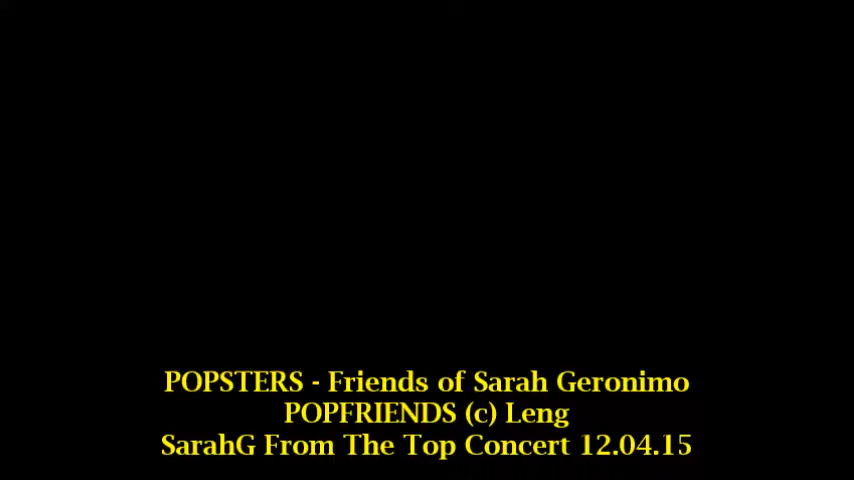 POPSTERS - Friends of Sarah Geronimo
POPFRIENDS (c) Leng
SarahG From The Top Concert 12.04.15